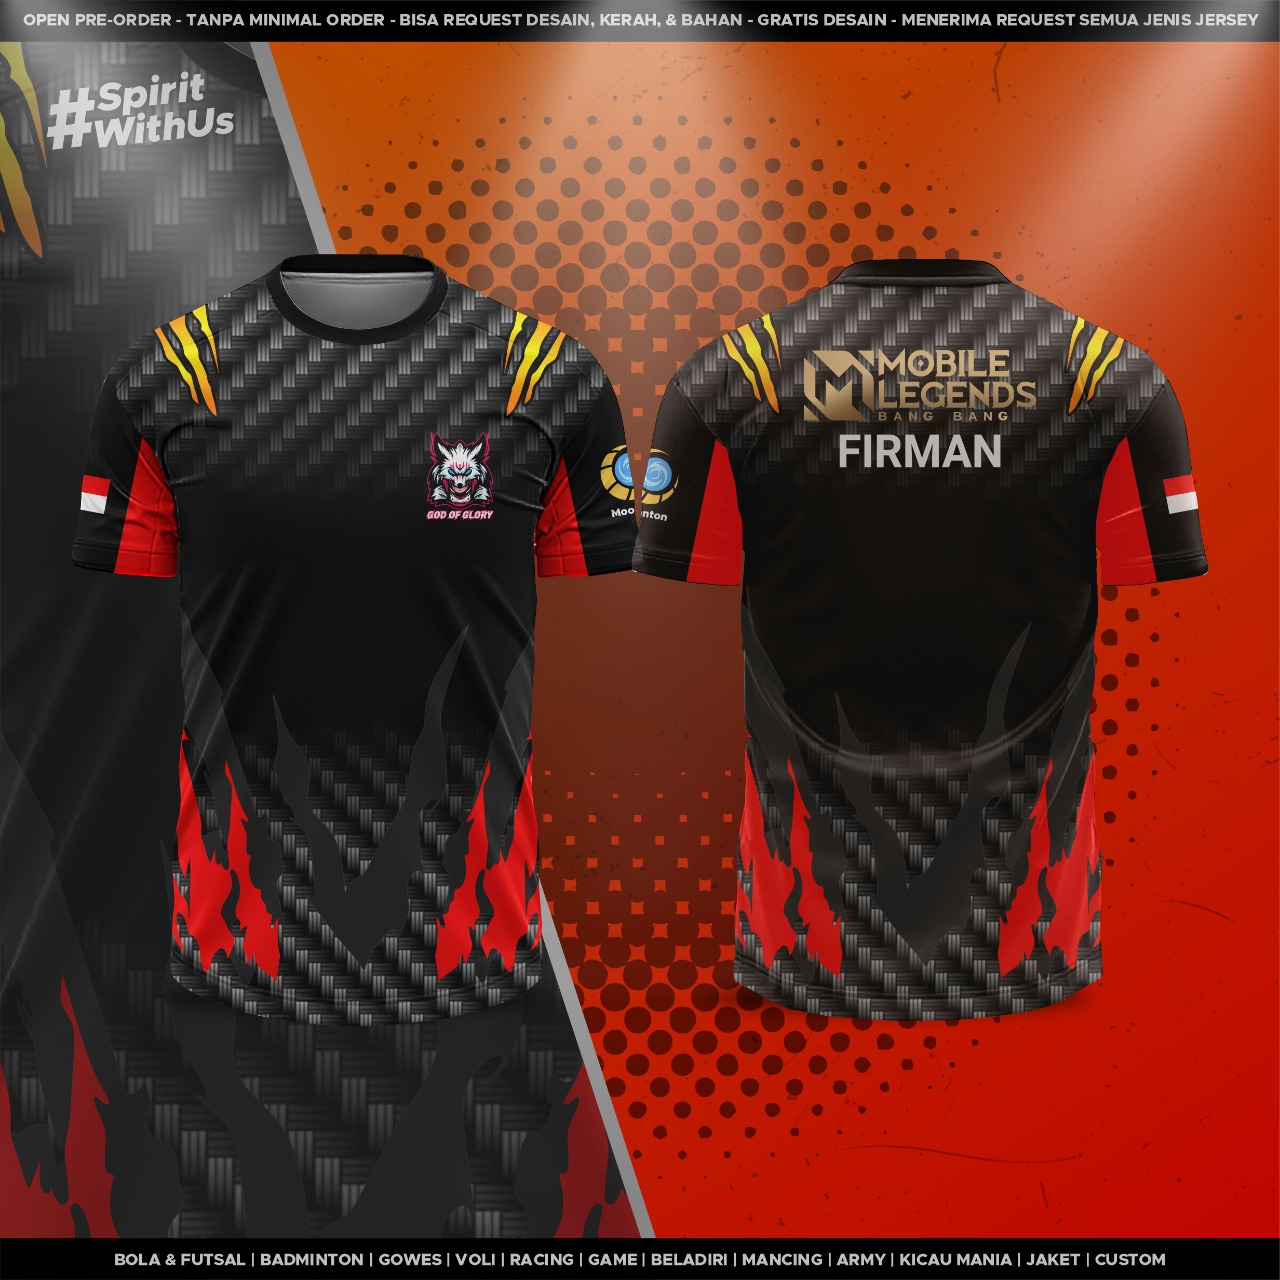 OPEN PRE-ORDER - TANPA MINIMAL ORDER - BISA REQUEST DESAIN, KERAH, & BAHAN - GRATIS DESAIN - MENERIMA REQUEST SEMUA JENIS JERSEY
#Spirit
WithUs
GOD OF GLORY
MOBILE
LEGENDS
BANG BANG
FIRMAN
BOLA & FUTSAL | BADMINTON | GOWES | VOLI | RACING | GAME | BELADIRI | MANCING | ARMY | KICAU MANIA | JAKET | CUSTOM